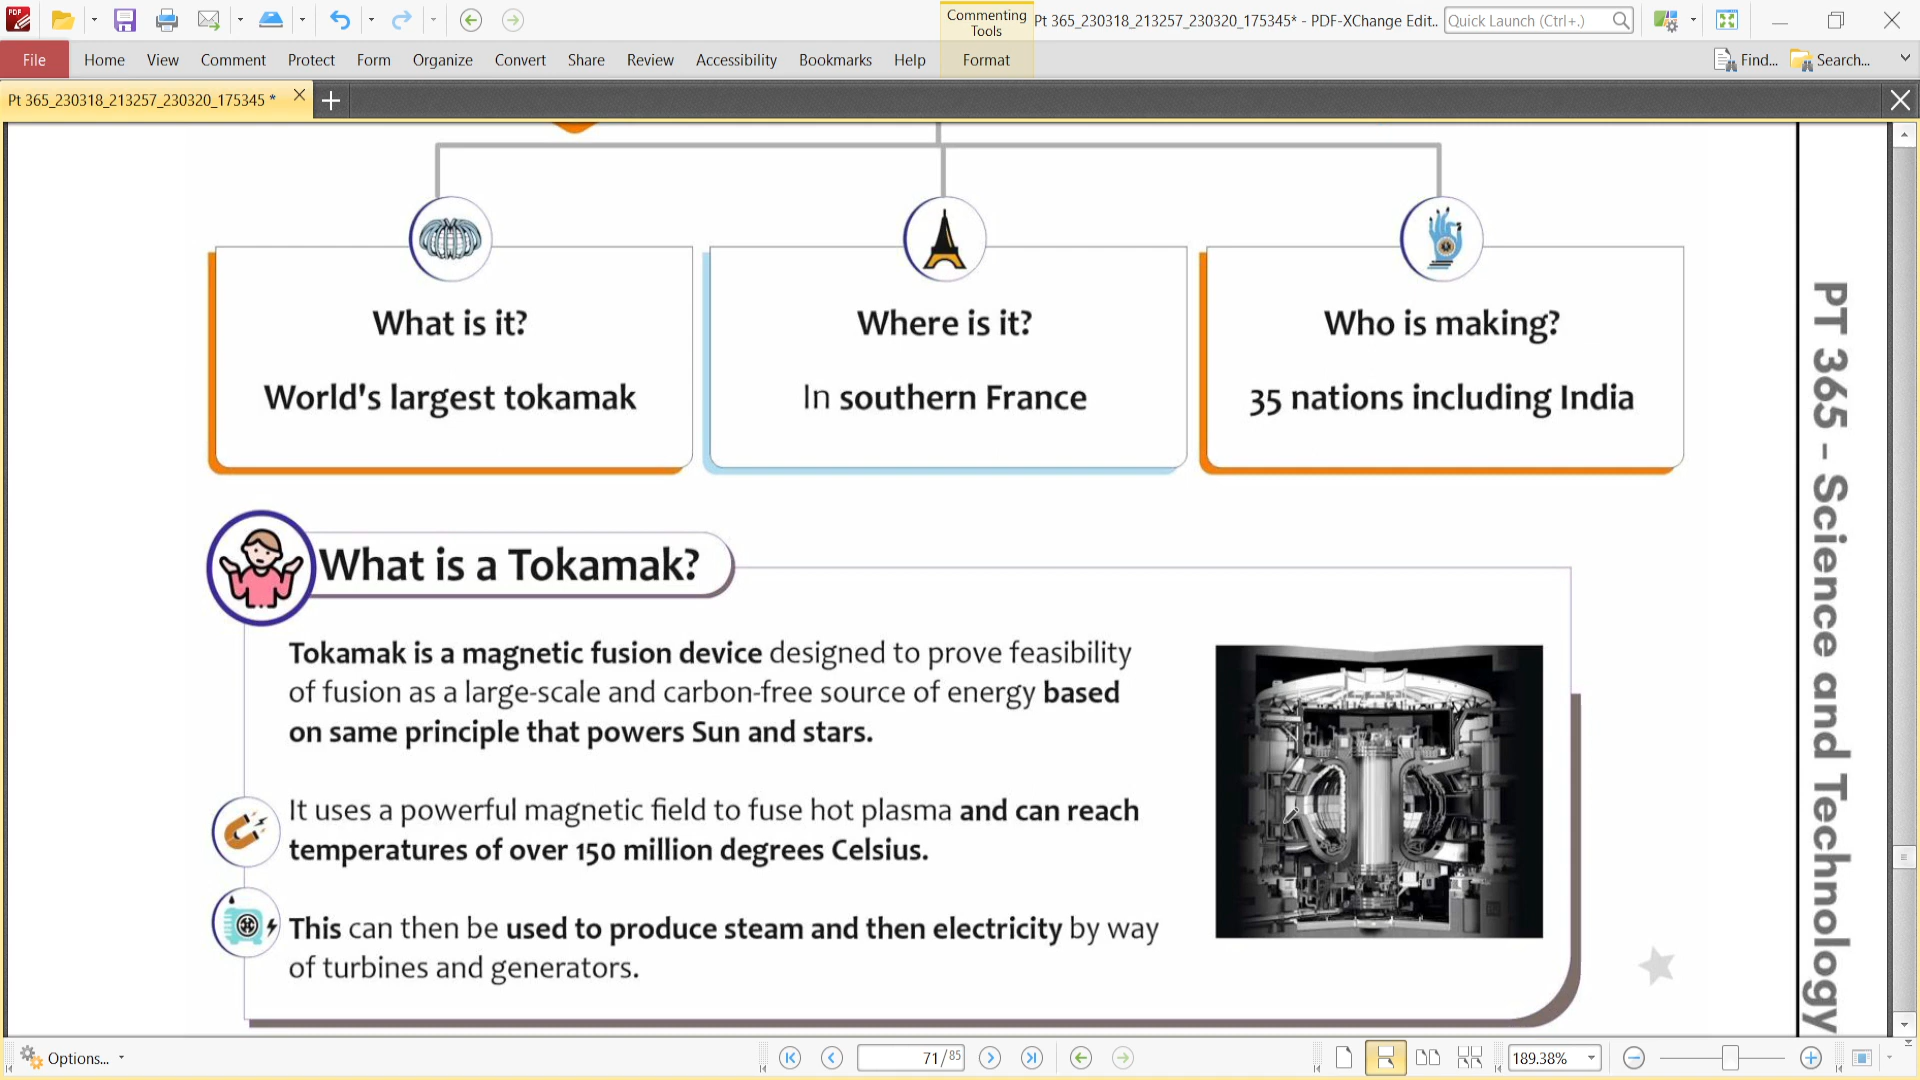 Commenting Tools
Pt 365_230318_213257_230320_175345* - PDF-XChange Edit..
Quick Launch (Ctrl+.)
File Home View Comment Protect Form Organize Convert Share Review Accessibility Bookmarks Help Format
Find... Search...
Pt 365_230318_213257_230320_175345 *
What is it?
World's largest tokamak
Where is it?
In southern France
Who is making?
35 nations including India
What is a Tokamak?
Tokamak is a magnetic fusion device designed to prove feasibility
of fusion as a large-scale and carbon-free source of energy based
on same principle that powers Sun and stars.
It uses a powerful magnetic field to fuse hot plasma and can reach
temperatures of over 150 million degrees Celsius.
This can then be used to produce steam and then electricity by way
of turbines and generators.
PT 365 - Science and Technology
Options...
71/85
189.38%